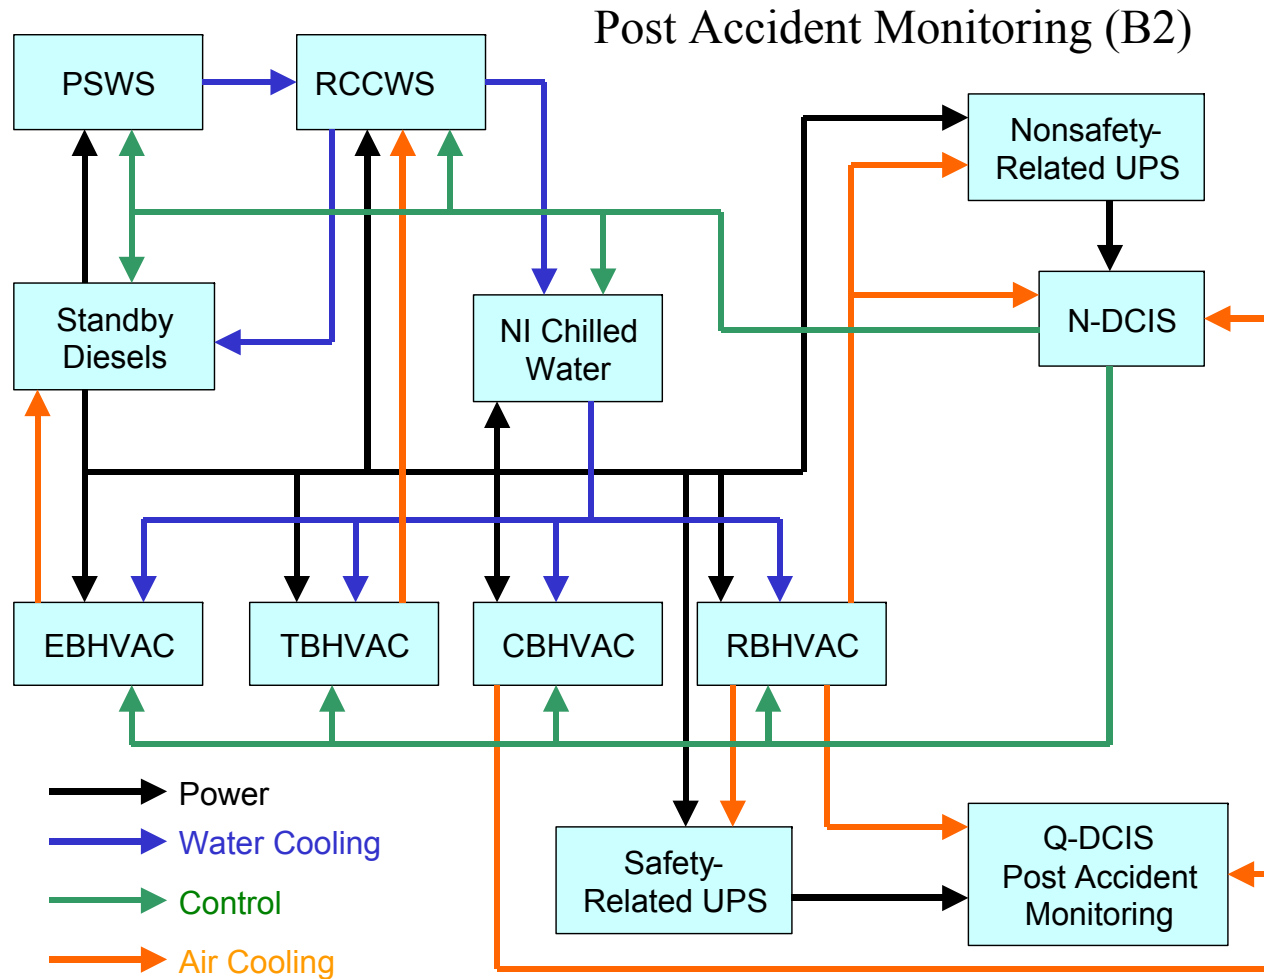 Post Accident Monitoring (B2)
PSWS
RCCWS
Nonsafety-
Related UPS
Standby
Diesels
NI Chilled
Water
N-DCIS
EBHVAC
TBHVAC
CBHVAC
RBHVAC
Power
Water Cooling
Control
Air Cooling
Safety-
Related UPS
Q-DCIS
Post Accident
Monitoring